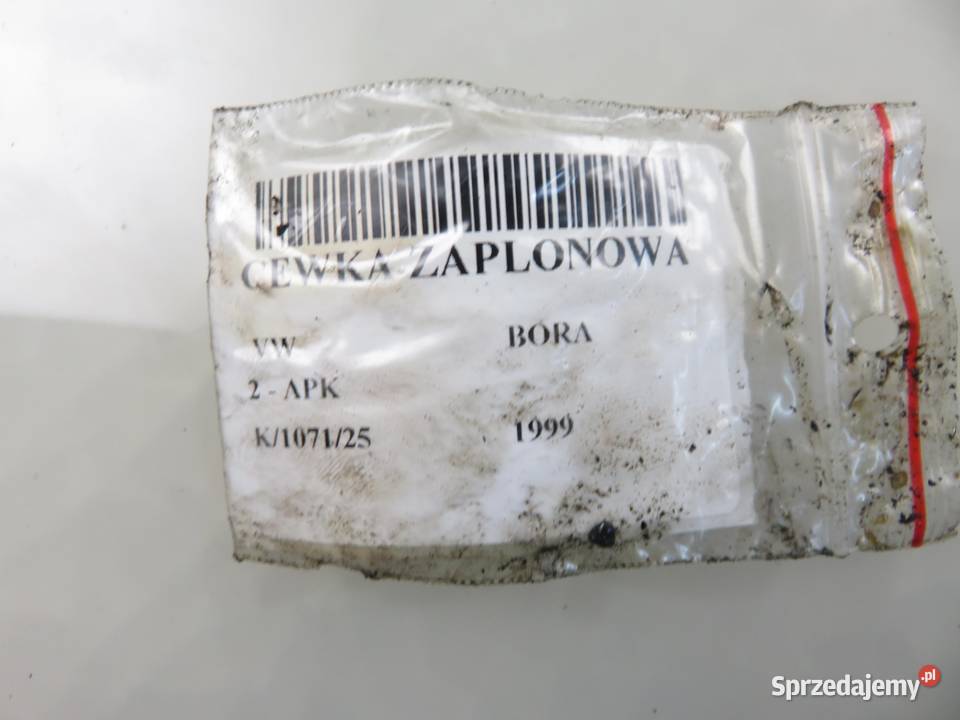 CEWKA ZAPLONOWA
VW BORA
2 - APK
K/1071/25 1999
Sprzedajemy.pl